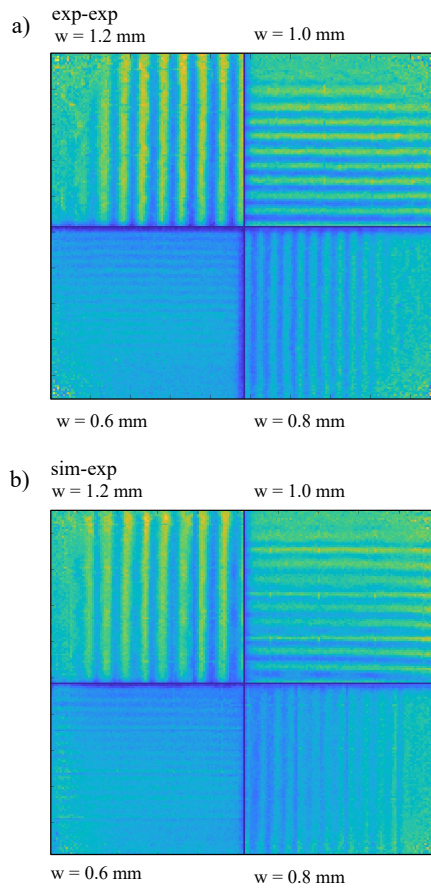 a)
exp-exp
w = 1.2 mm
w = 1.0 mm
w = 0.6 mm
w = 0.8 mm
b)
sim-exp
w = 1.2 mm
w = 1.0 mm
w = 0.6 mm
w = 0.8 mm